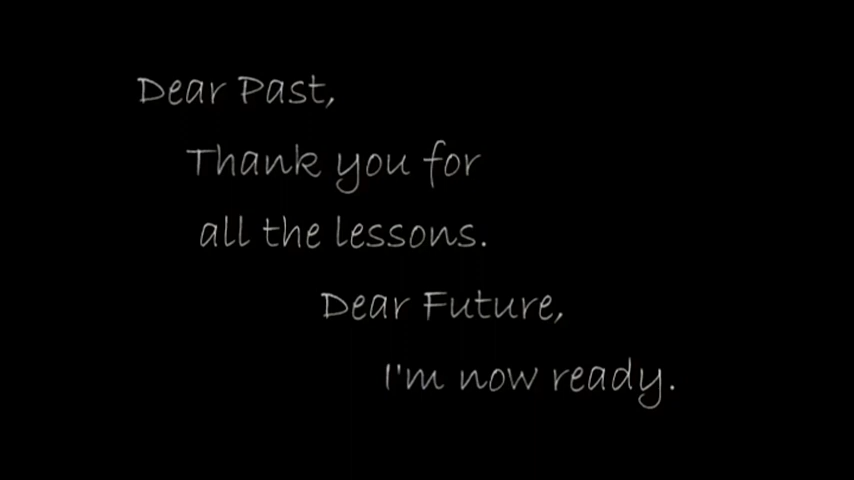 Dear Past,
Thank you for
all the lessons.
Dear Future,
I'm now ready.